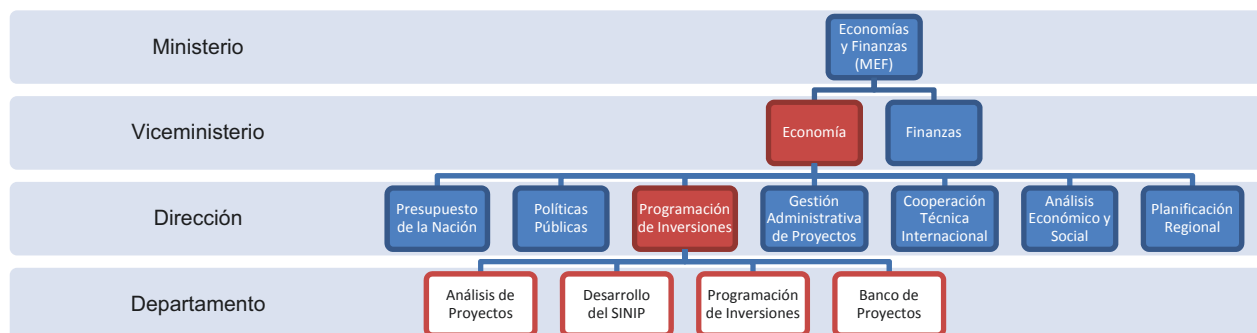 Ministerio
Economías
y Finanzas
(MEF)
Viceministerio
Economía
Finanzas
Dirección
Presupuesto
de la Nación
Políticas
Públicas
Programación
de Inversiones
Gestión
Administrativa
de Proyectos
Cooperación
Técnica
Internacional
Análisis
Económico y
Social
Planificación
Regional
Departamento
Análisis de
Proyectos
Desarrollo
del SINIP
Programación
de Inversiones
Banco de
Proyectos